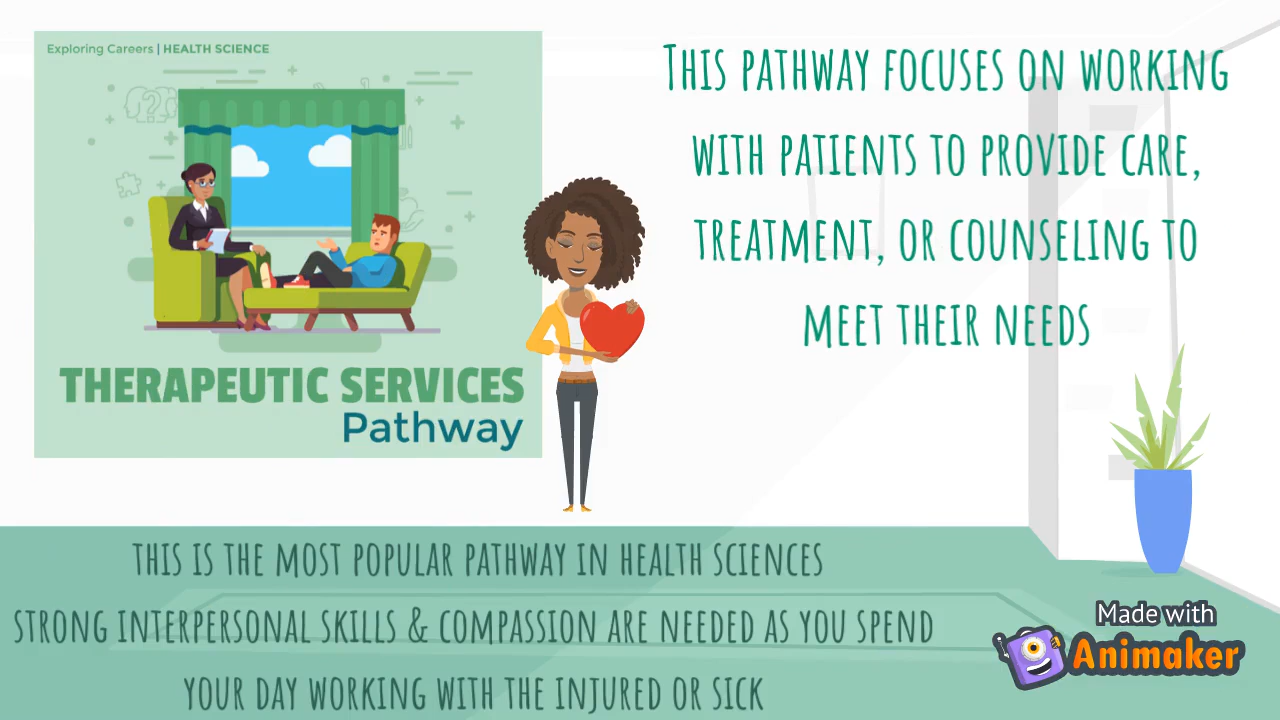 Exploring Careers | HEALTH SCIENCE
THERAPEUTIC SERVICES
Pathway
THIS PATHWAY FOCUSES ON WORKING
WITH PATIENTS TO PROVIDE CARE,
TREATMENT, OR COUNSELING TO
MEET THEIR NEEDS
THIS IS THE MOST POPULAR PATHWAY IN HEALTH SCIENCES
STRONG INTERPERSONAL SKILLS & COMPASSION ARE NEEDED AS YOU SPEND
YOUR DAY WORKING WITH THE INJURED OR SICK
Made with
Animaker